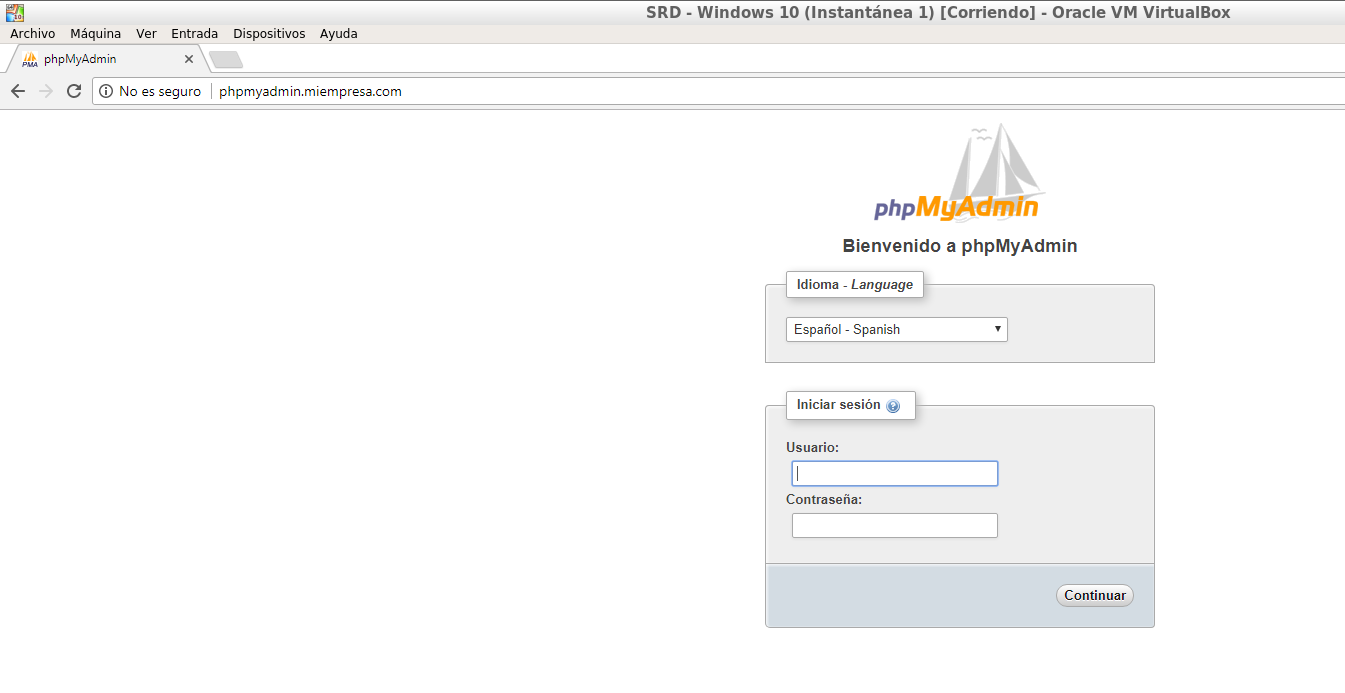 SRD - Windows 10 (Instantánea 1) [Corriendo] - Oracle VM VirtualBox
Archivo Máquina Ver Entrada Dispositivos Ayuda
PMA phpMyAdmin
No es seguro phpmyadmin.miempresa.com
phpMyAdmin
Bienvenido a phpMyAdmin
Idioma - Language
Español - Spanish
Iniciar sesión
Usuario:
Contraseña:
Continuar